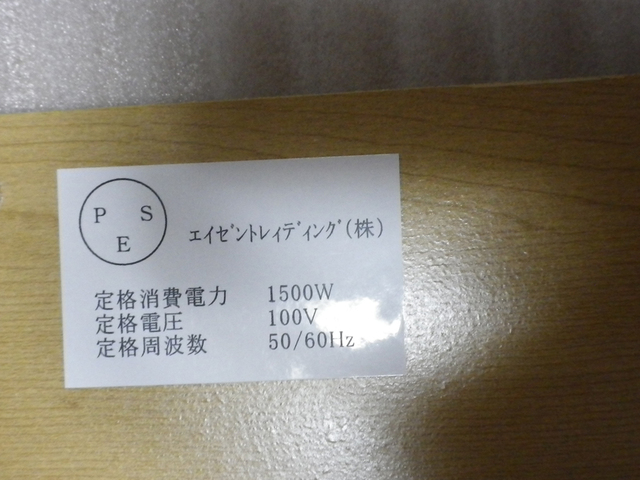 P S
E
エイゼントレイディング(株)
定格消費電力 1500W
定格電圧 100V
定格周波数 50/60Hz